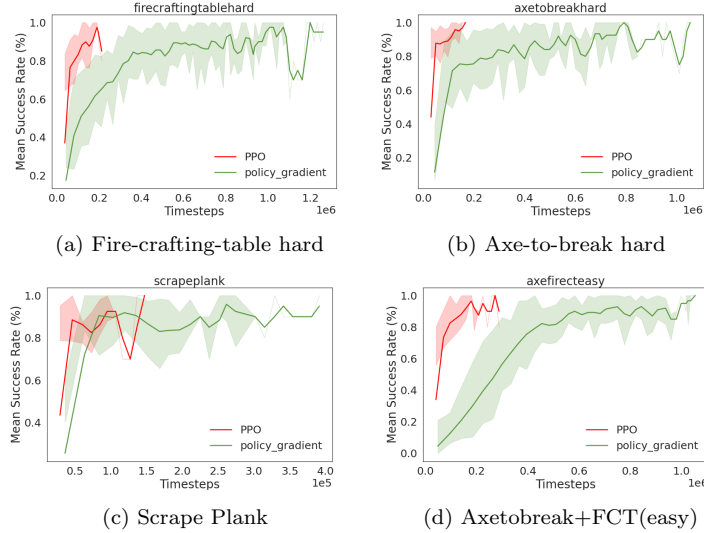 firecraftingtablehard
axetobreakhard
Mean Success Rate (%)
1.0
0.8
0.6
0.4
0.2
PPO
policy_gradient
0.0 0.2 0.4 0.6 0.8 1.0 1.2
Timesteps
1e6
Mean Success Rate (%)
1.0
0.8
0.6
0.4
0.2
PPO
policy_gradient
0.0 0.2 0.4 0.6 0.8 1.0
Timesteps
1e6
(a) Fire-crafting-table hard
(b) Axe-to-break hard
scrapeplank
axefirecteasy
Mean Success Rate (%)
1.0
0.8
0.6
0.4
PPO
policy_gradient
0.5 1.0 1.5 2.0 2.5 3.0 3.5 4.0
Timesteps
1e5
Mean Success Rate (%)
1.0
0.8
0.6
0.4
0.2
0.0
PPO
policy_gradient
0.0 0.2 0.4 0.6 0.8 1.0
Timesteps
1e6
(c) Scrape Plank
(d) Axetobreak+FCT(easy)